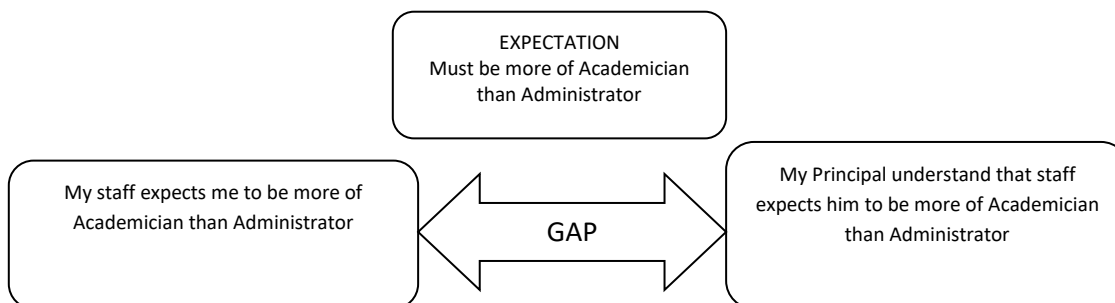 EXPECTATION
Must be more of Academician
than Administrator
My staff expects me to be more of
Academician than Administrator
GAP
My Principal understand that staff
expects him to be more of Academician
than Administrator